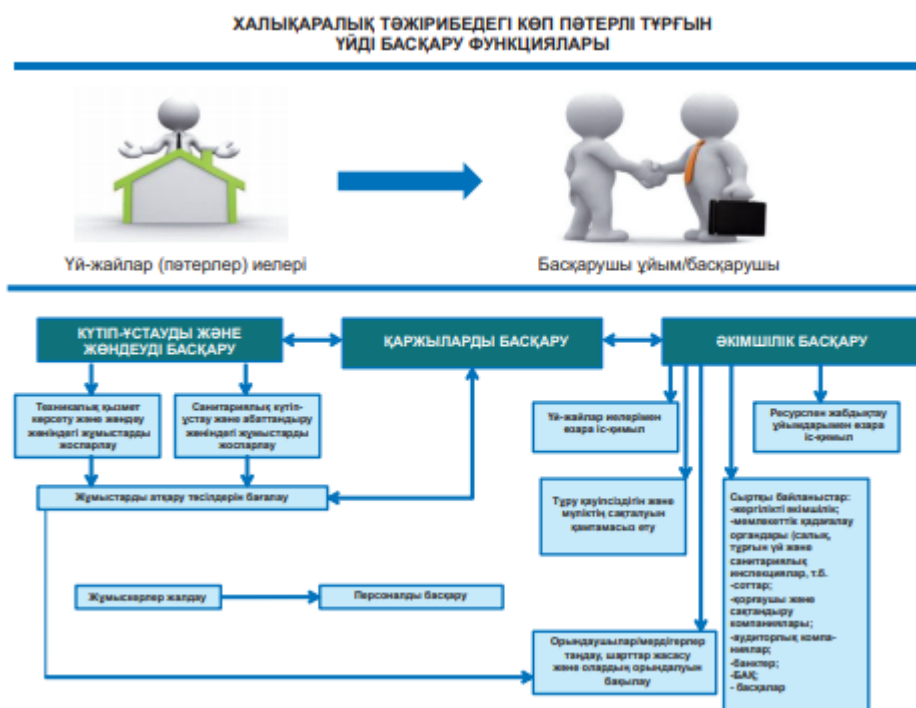 ХАЛЫҚАРАЛЫҚ ТӘЖІРИБЕДЕГІ КӨП ПӘТЕРЛІ ТҰРҒЫН
ҮЙДІ БАСҚАРУ ФУНКЦИЯЛАРЫ
Үй-жайлар (пәтерлер) иелері
Басқарушы ұйым/басқарушы
КҮТІП-ҰСТАУДЫ ЖӘНЕ
ЖӨНДЕУДІ БАСҚАРУ
ҚАРЖЫЛАРДЫ БАСҚАРУ
ӘКІМШІЛІК БАСҚАРУ
Техникалық қызмет
көрсету және жөндеу
жөніндегі жұмыстарды
жоспарлау
Санитариялық күтіп-
ұстау және абаттандыру
жөніндегі жұмыстарды
жоспарлау
Үй-жайлар иелерімен
өзара іс-қимыл
Ресурспен жабдықтау
ұйымдарымен өзара
іс-қимыл
Жұмыстарды атқару тәсілдерін бағалау
Тұру қауіпсіздігін және
мүліктің сақталуын
қамтамасыз ету
Сыртқы байланыстар:
-жергілікті әкімшілік;
-мемлекеттік қадағалау
органдары (салық,
тұрғын үй және
санитариялық
инспекциялар, т.б.
-соттар;
-қорғаушы және
сақтандыру
компаниялары;
-аудиторлық компа-
ниялар;
-банктер;
-БАҚ;
- басқалар
Жұмыскерлер жалдау
Персоналды басқару
Орындаушылар/мердігерлер
таңдау, шарттар жасасу
және олардың орындалуын
бақылау